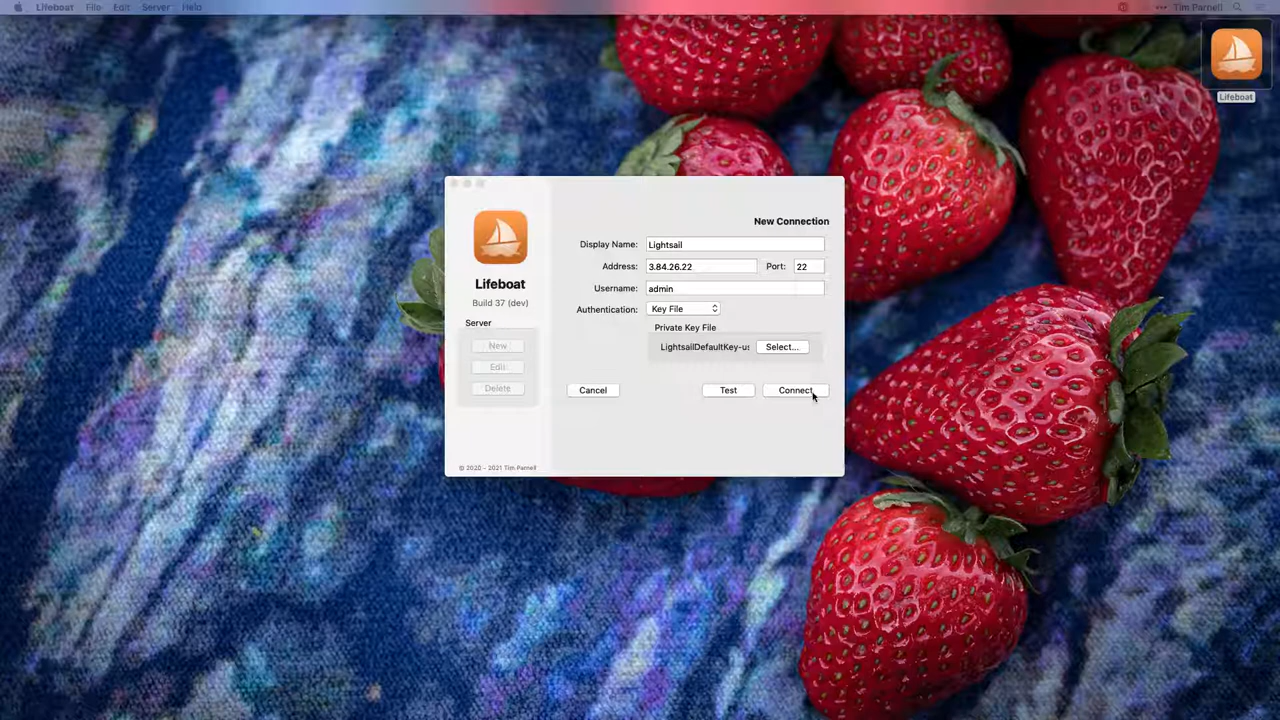 Lifeboat File Edit Server Help Tim Parnell
Lifeboat
New Connection
Display Name: Lightsail
Address: 3.84.26.22 Port: 22
Username: admin
Authentication: Key File
Private Key File
LightsailDefaultKey-us Select...
Cancel Test Connect
Lifeboat
Build 37 (dev)
Server
New
Edit
Delete
© 2020 - 2021 Tim Parnell